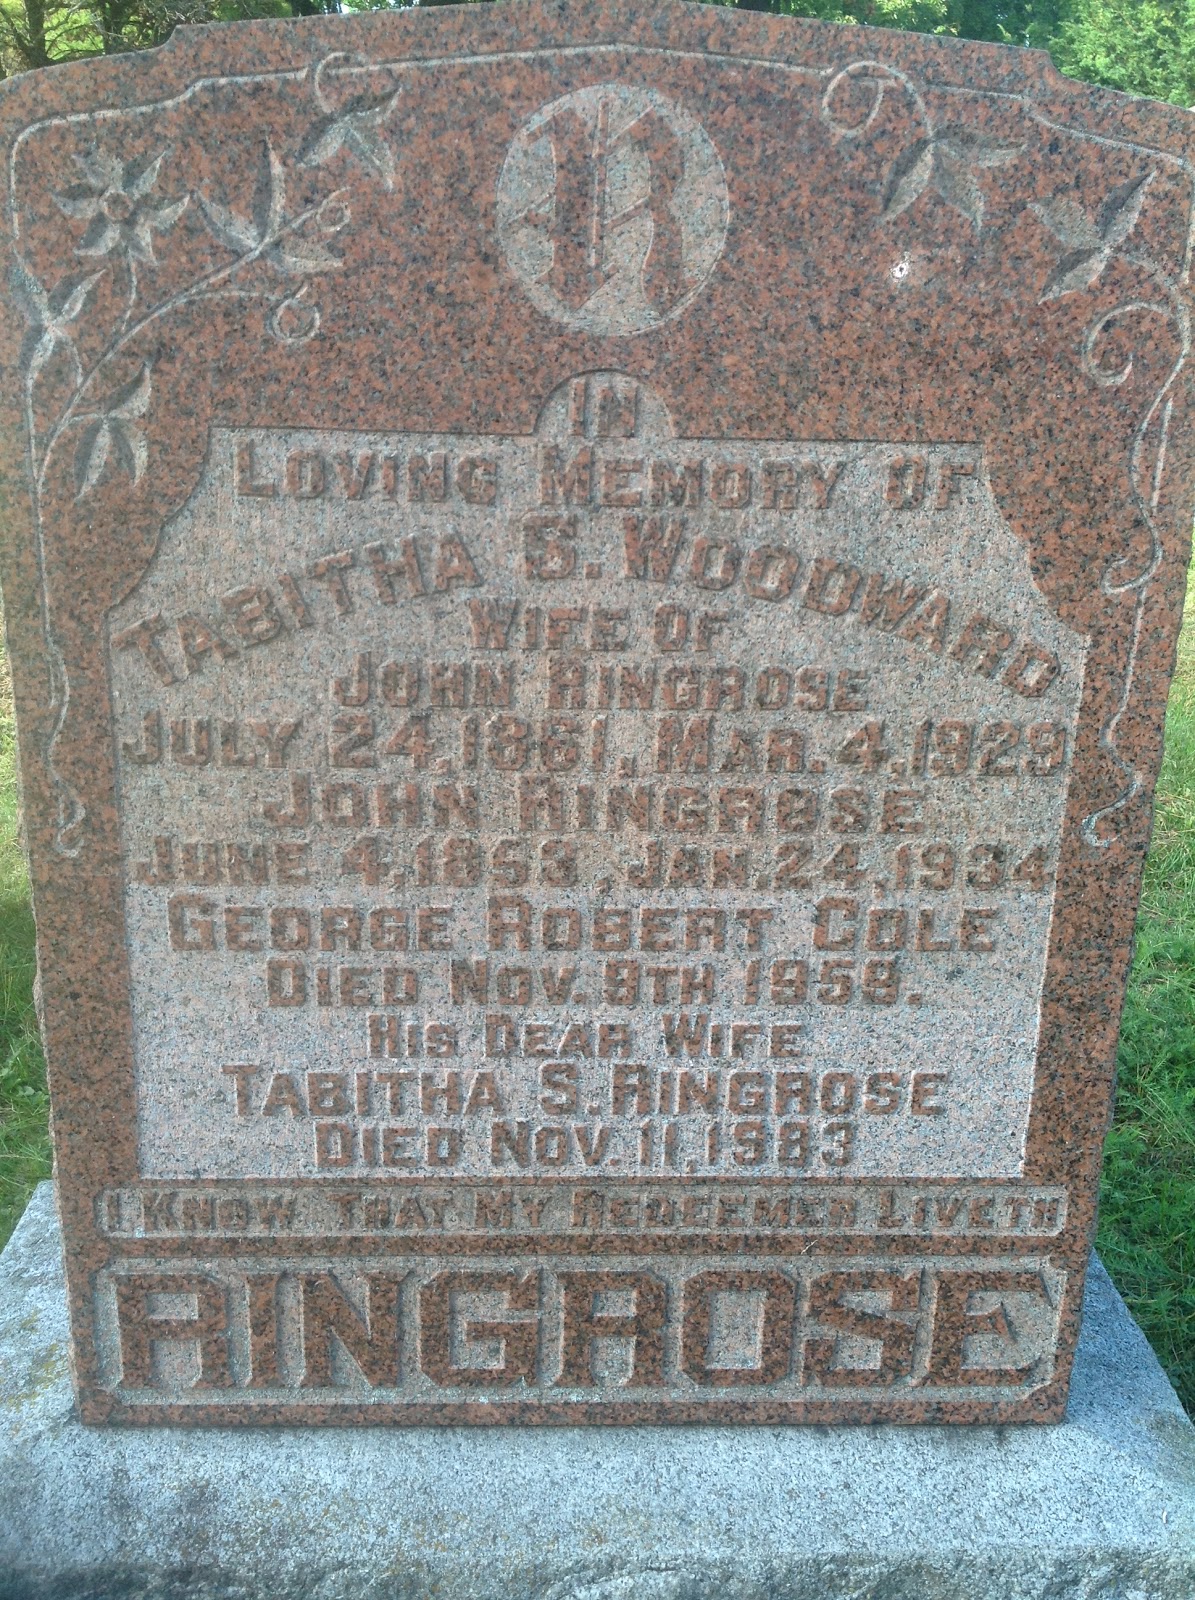 R
IN
LOVING MEMORY OF
TABITHA S. WOODWARD
WIFE OF
JOHN RINGROSE
JULY 24, 1861, MAR. 4, 1929
JOHN RINGROSE
JUNE 4, 1853, JAN. 24, 1934
GEORGE ROBERT COLE
DIED NOV. 9TH 1959.
HIS DEAR WIFE
TABITHA S. RINGROSE
DIED NOV. 11, 1983
I KNOW THAT MY REDEEMER LIVETH
RINGROSE